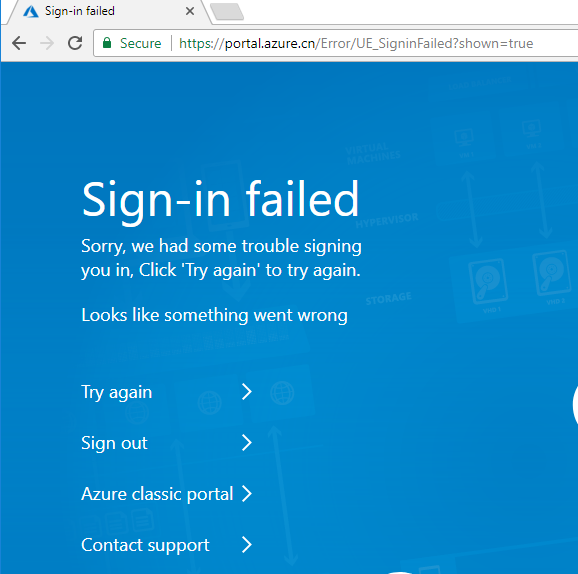 Sign-in failed
Secure https://portal.azure.cn/Error/UE_SigninFailed?shown=true
VIRTUAL
MACHINES
Sign-in failed
HYPERVISOR
Sorry, we had some trouble signing
you in, Click 'Try again' to try again.
STORAGE
Looks like something went wrong
Try again
Sign out
Azure classic portal
Contact support